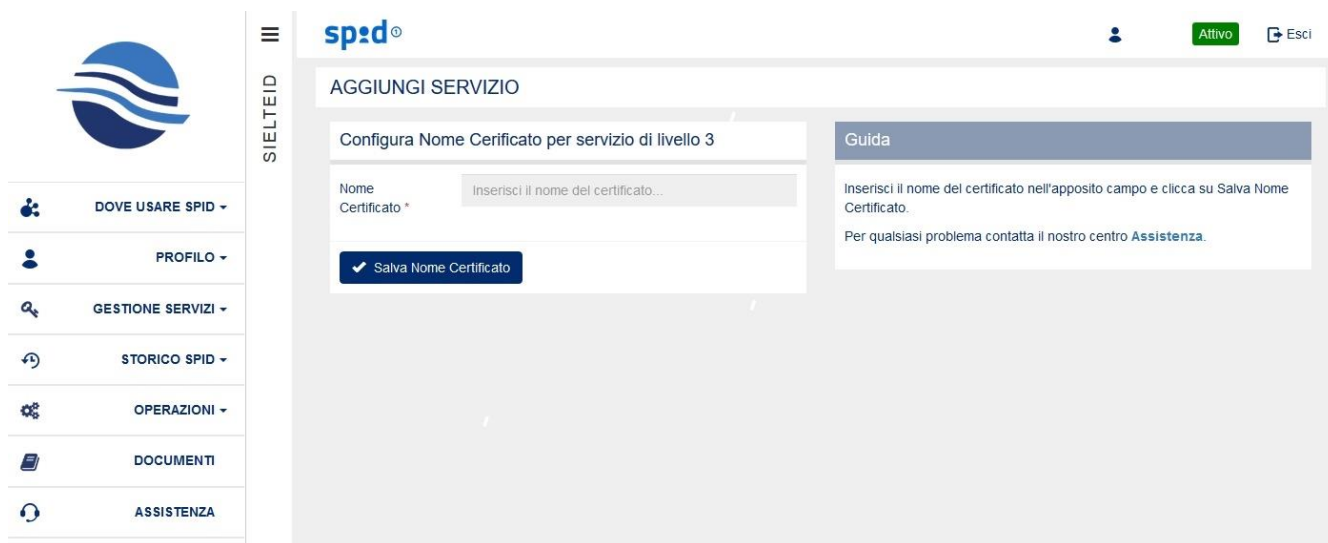 SIELTEID
DOVE USARE SPID
PROFILO
GESTIONE SERVIZI
STORICO SPID
OPERAZIONI
DOCUMENTI
ASSISTENZA
spid
Attivo
Esci
AGGIUNGI SERVIZIO
Configura Nome Cerificato per servizio di livello 3
Nome
Certificato *
Inserisci il nome del certificato...
Salva Nome Certificato
Guida
Inserisci il nome del certificato nell'apposito campo e clicca su Salva Nome
Certificato.
Per qualsiasi problema contatta il nostro centro Assistenza.